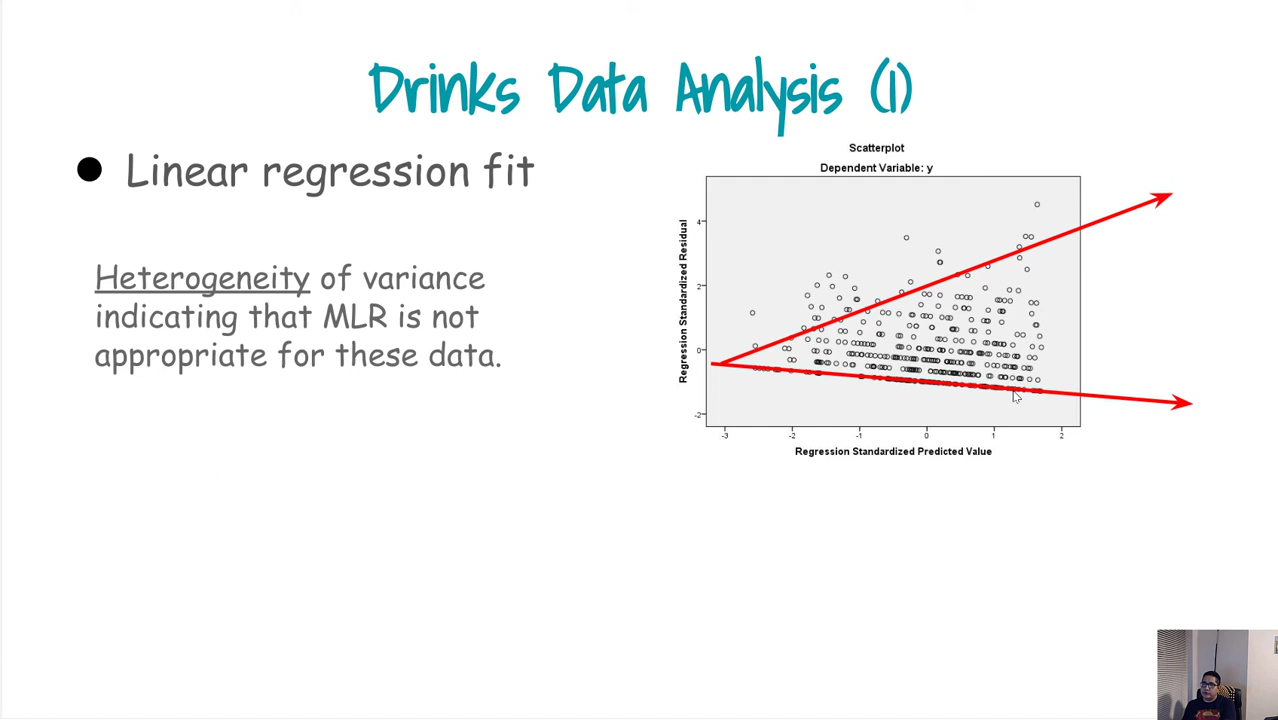 Drinks Data Analysis (1)
Linear regression fit
Heterogeneity of variance
indicating that MLR is not
appropriate for these data.
Scatterplot
Dependent Variable: y
Regression Standardized Residual
4
2
0
-2
-3
-2
-1
0
1
2
Regression Standardized Predicted Value